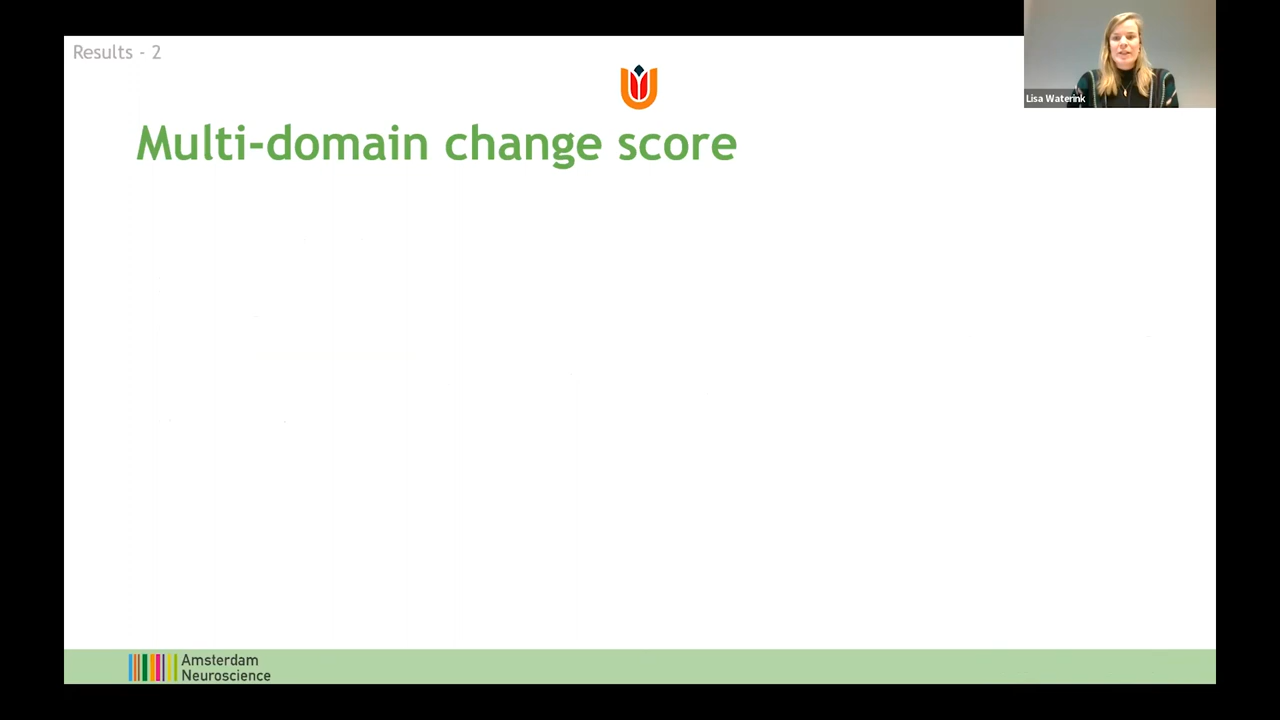 Results - 2
Lisa Waterink
Multi-domain change score
Amsterdam
Neuroscience